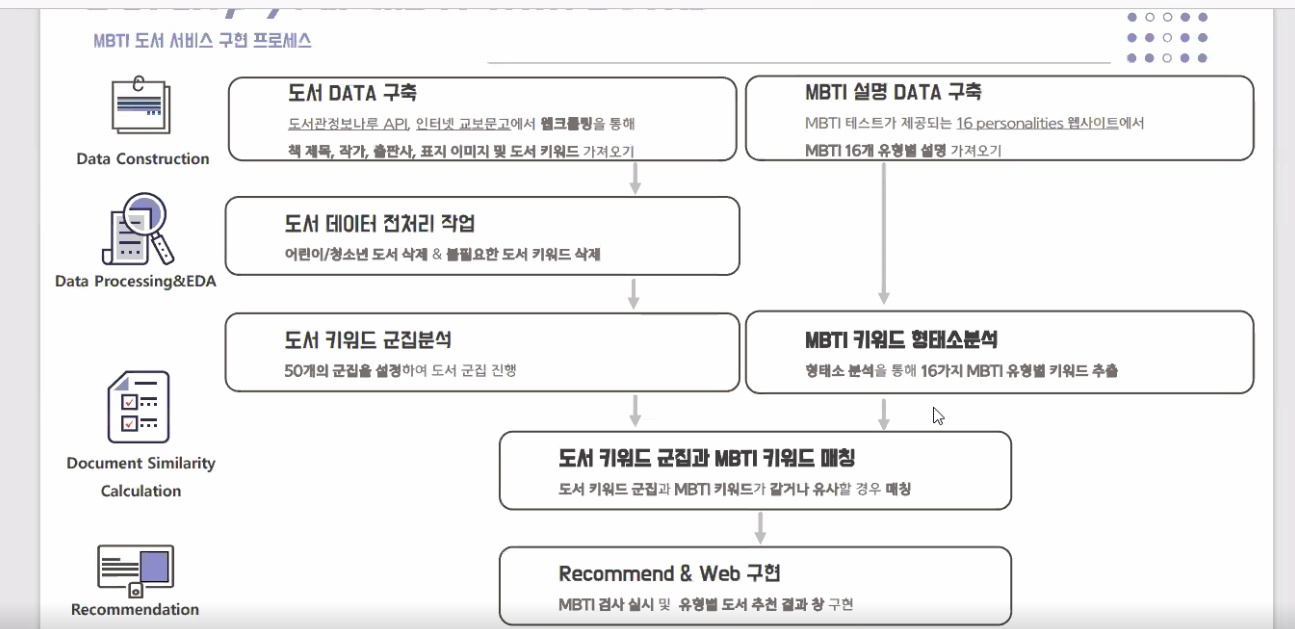 MBTI 도서 서비스 구현 프로세스
Data Construction
도서 DATA 구축
도서관정보나루 API, 인터넷 교보문고에서 웹크롤링을 통해
책 제목, 작가, 출판사, 표지 이미지 및 도서 키워드 가져오기
MBTI 설명 DATA 구축
MBTI 테스트가 제공되는 16 personalities 웹사이트에서
MBTI 16개 유형별 설명 가져오기
Data Processing&EDA
도서 데이터 전처리 작업
어린이/청소년 도서 삭제 & 불필요한 도서 키워드 삭제
도서 키워드 군집분석
50개의 군집을 설정하여 도서 군집 진행
MBTI 키워드 형태소분석
형태소 분석을 통해 16가지 MBTI 유형별 키워드 추출
Document Similarity
Calculation
도서 키워드 군집과 MBTI 키워드 매칭
도서 키워드 군집과 MBTI 키워드가 같거나 유사할 경우 매칭
Recommendation
Recommend & Web 구현
MBTI 검사 실시 및 유형별 도서 추천 결과 창 구현